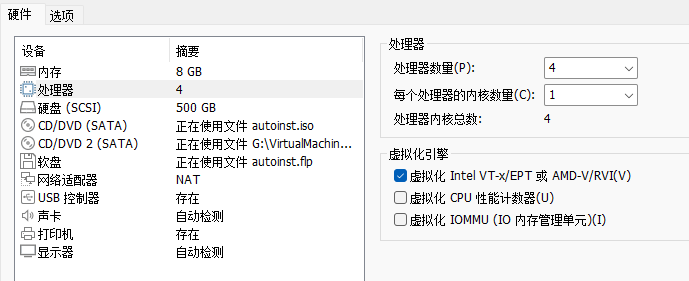 硬件 选项
设备 摘要
内存 8 GB
处理器 4
硬盘 (SCSI) 500 GB
CD/DVD (SATA) 正在使用文件 autoinst.iso
CD/DVD 2 (SATA) 正在使用文件 G:\VirtualMachin...
软盘 正在使用文件 autoinst.flp
网络适配器 NAT
USB 控制器 存在
声卡 自动检测
打印机 存在
显示器 自动检测
处理器
处理器数量(P): 4
每个处理器的内核数量(C): 1
处理器内核总数: 4
虚拟化引擎
虚拟化 Intel VT-x/EPT 或 AMD-V/RVI(V)
虚拟化 CPU 性能计数器(U)
虚拟化 IOMMU (IO 内存管理单元)(I)